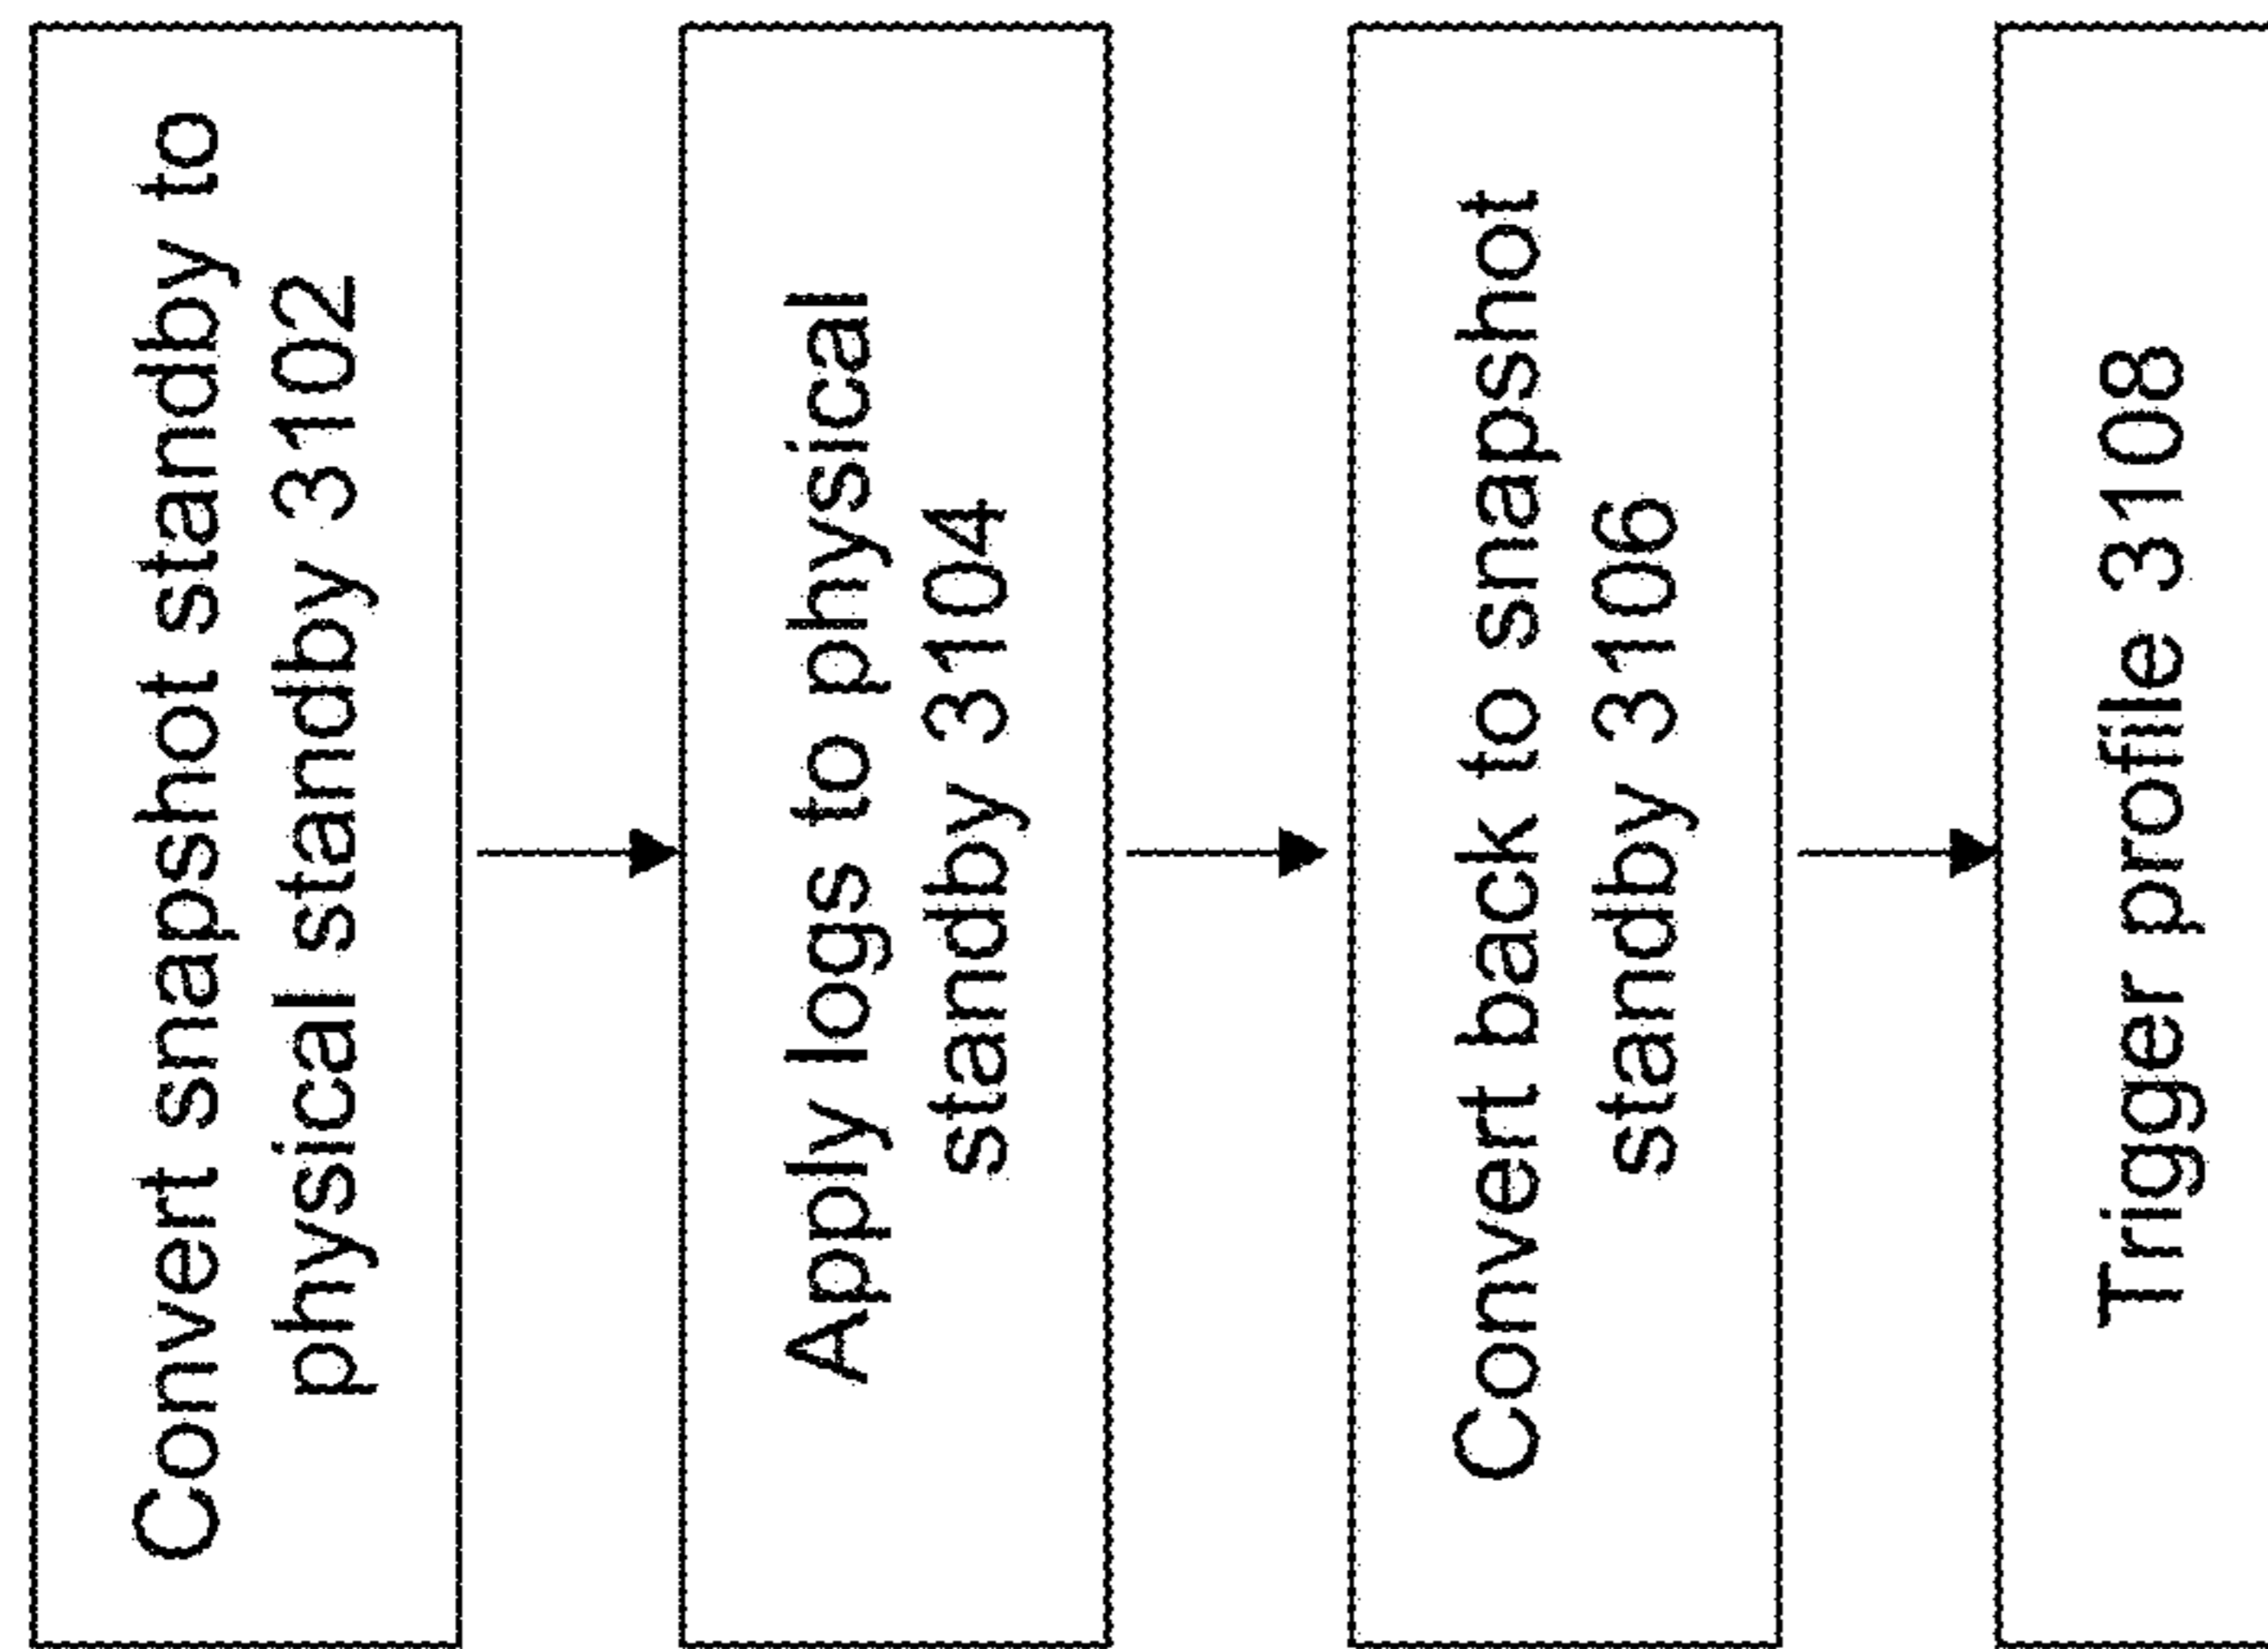 Convert snapshot standby to
physical standby 3102
Apply logs to physical
standby 3104
Convert back to snapshot
standby 3106
Trigger profile 3108